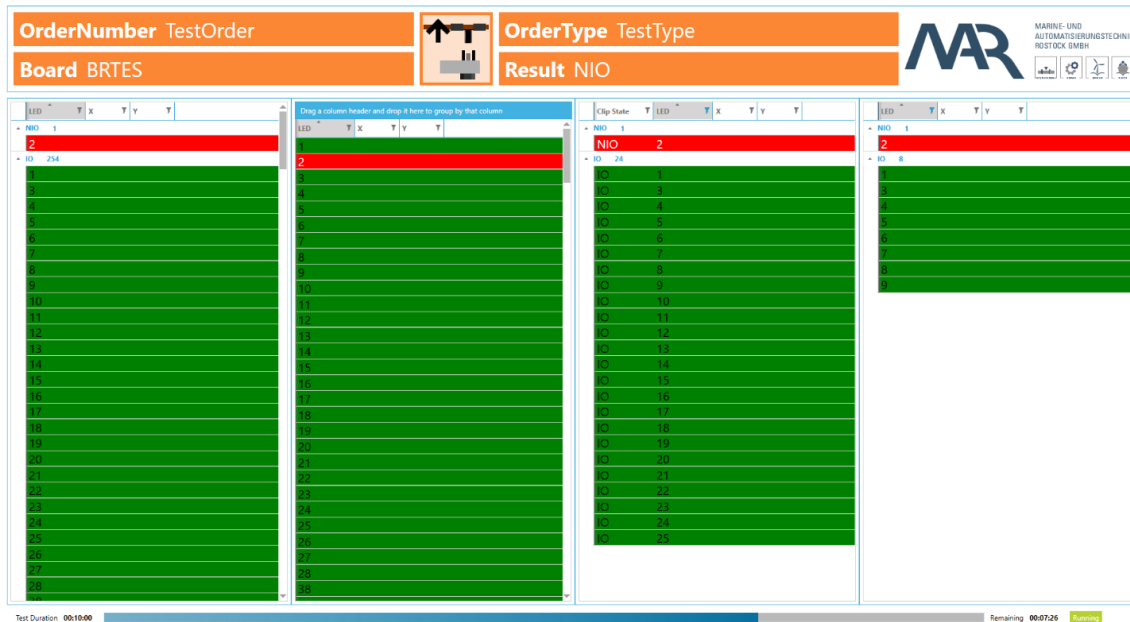 OrderNumber TestOrder
OrderType TestType
Board BRTES
Result NIO
MAR
MARINE- UND
AUTOMATISIERUNGSTECHNI
ROSTOCK GMBH
LED X Y
NIO 1
2
IO 254
1
3
4
5
6
7
8
9
10
11
12
13
14
15
16
17
18
19
20
21
22
23
24
25
26
27
28
29
Drag a column header and drop it here to group by that column
LED X Y
1
2
3
4
5
6
7
8
9
10
11
12
13
14
15
16
17
18
19
20
21
22
23
24
25
26
27
28
38
Clip State LED X Y
NIO 1
NIO 2
IO 24
IO 1
IO 3
IO 4
IO 5
IO 6
IO 7
IO 8
IO 9
IO 10
IO 11
IO 12
IO 13
IO 14
IO 15
IO 16
IO 17
IO 18
IO 19
IO 20
IO 21
IO 22
IO 23
IO 24
IO 25
LED X Y
NIO 1
2
IO 8
1
3
4
5
6
7
8
9
Test Duration 00:10:00
Remaining 00:07:26 Running